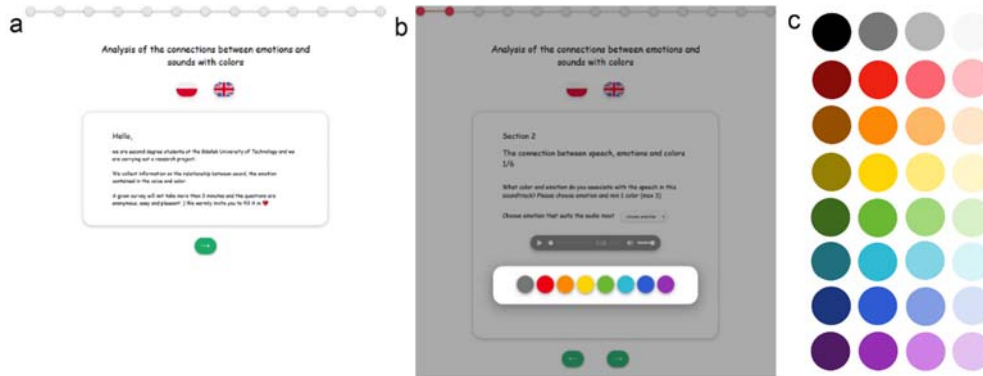 a
Analysis of the connections between emotions and
sounds with colors
Hello,
we are second degree students at the Gdańsk University of Technology and we
are carrying out a research project.
We collect information on the relationship between sound, the emotion
contained in the voice and color.
A given survey will not take more than 3 minutes and the questions are
anonymous, easy and pleasant :) We warmly invite you to fill it in
b
Analysis of the connections between emotions and
sounds with colors
Section 2
The connection between speech, emotions and colors
1/6
What color and emotion do you associate with the speech in this
soundtrack? Please choose emotion and min 1 color (max 2)
Choose emotion that suits the audio most
c